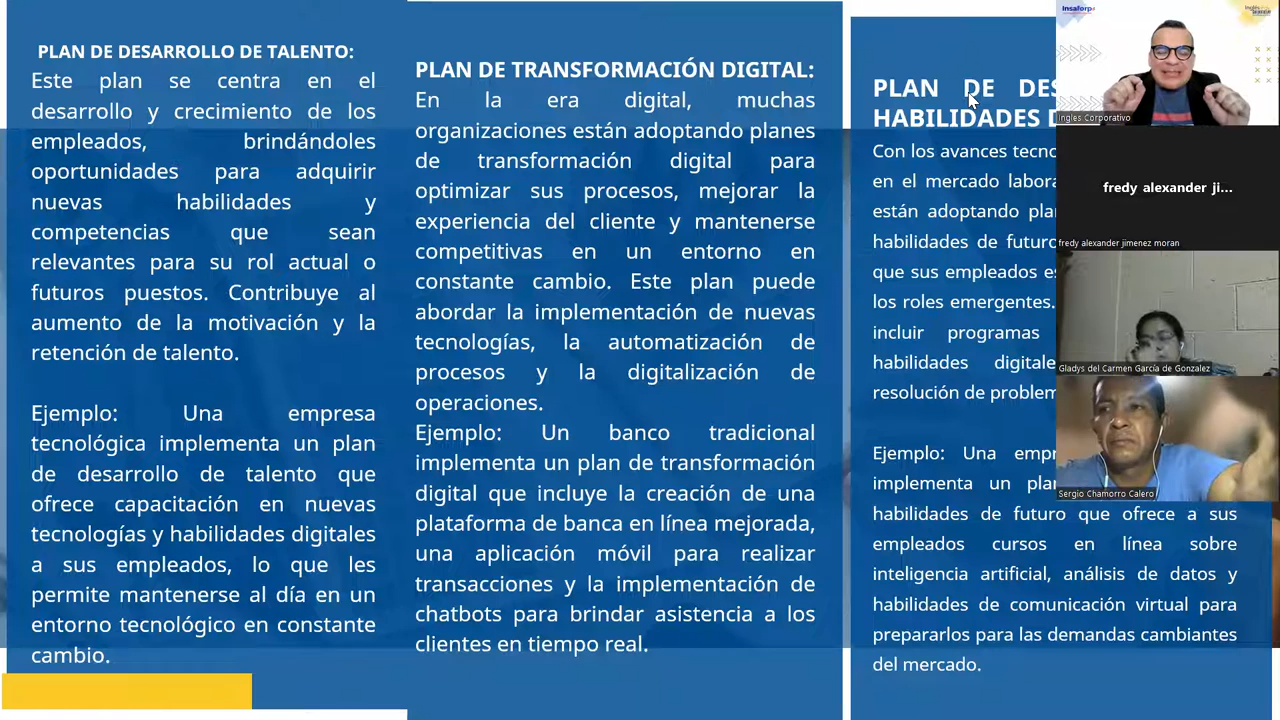 PLAN DE DESARROLLO DE TALENTO:
Este plan se centra en el
desarrollo y crecimiento de los
empleados, brindándoles
oportunidades para adquirir
nuevas habilidades y
competencias que sean
relevantes para su rol actual o
futuros puestos. Contribuye al
aumento de la motivación y la
retención de talento.
Ejemplo: Una empresa
tecnológica implementa un plan
de desarrollo de talento que
ofrece capacitación en nuevas
tecnologías y habilidades digitales
a sus empleados, lo que les
permite mantenerse al día en un
entorno tecnológico en constante
cambio.
PLAN DE TRANSFORMACIÓN DIGITAL:
En la era digital, muchas
organizaciones están adoptando planes
de transformación digital para
optimizar sus procesos, mejorar la
experiencia del cliente y mantenerse
competitivas en un entorno en
constante cambio. Este plan puede
abordar la implementación de nuevas
tecnologías, la automatización de
procesos y la digitalización de
operaciones.
Ejemplo: Un banco tradicional
implementa un plan de transformación
digital que incluye la creación de una
plataforma de banca en línea mejorada,
una aplicación móvil para realizar
transacciones y la implementación de
chatbots para brindar asistencia a los
clientes en tiempo real.
PLAN DE DES
HABILIDADES D
Con los avances tecno
en el mercado labora
están adoptando pla
habilidades de futuro
que sus empleados es
los roles emergentes.
incluir programas
habilidades digitale
resolución de problem
Ejemplo: Una empr
implementa un plan
habilidades de futuro que ofrece a sus
empleados cursos en línea sobre
inteligencia artificial, análisis de datos y
habilidades de comunicación virtual para
prepararlos para las demandas cambiantes
del mercado.
insaforp
Ingles Corporativo
fredy alexander ji...
fredy alexander jimenez moran
Gladys del Carmen García de Gonzalez
Sergio Chamorro Calero